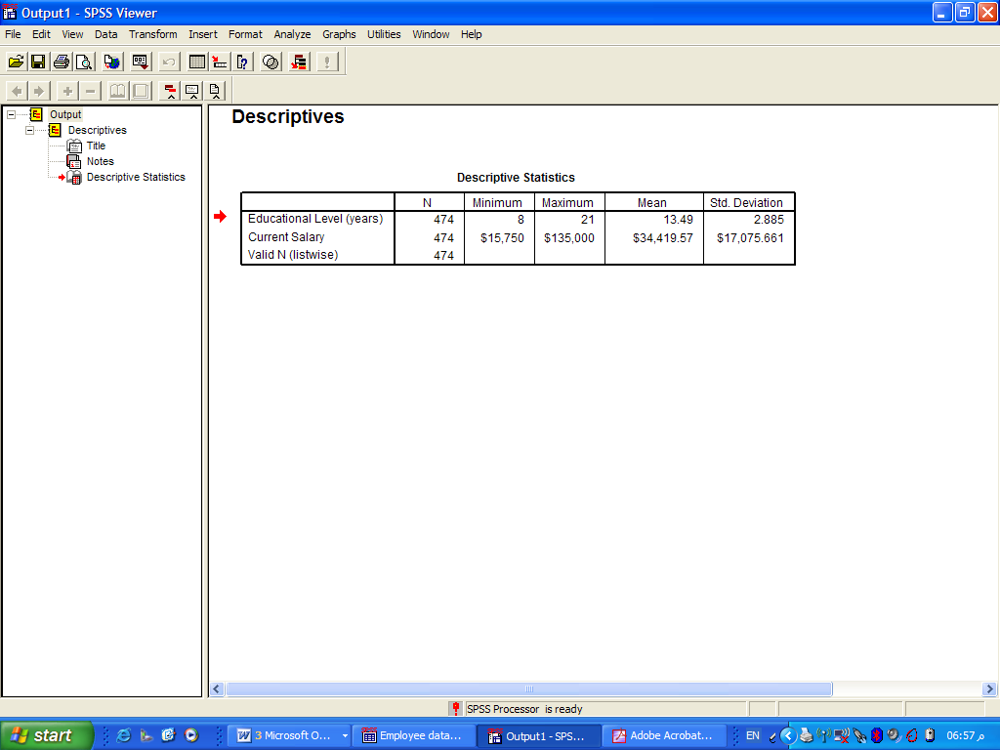 Output1 - SPSS Viewer
File Edit View Data Transform Insert Format Analyze Graphs Utilities Window Help
Output
Descriptives
Title
Notes
Descriptive Statistics
Descriptives
Descriptive Statistics
N Minimum Maximum Mean Std. Deviation
Educational Level (years) 474 8 21 13.49 2.885
Current Salary 474 $15,750 $135,000 $34,419.57 $17,075.661
Valid N (listwise) 474
SPSS Processor is ready
start 3 Microsoft O... Employee data... Output1 - SPS... Adobe Acrobat... EN 06:57 م